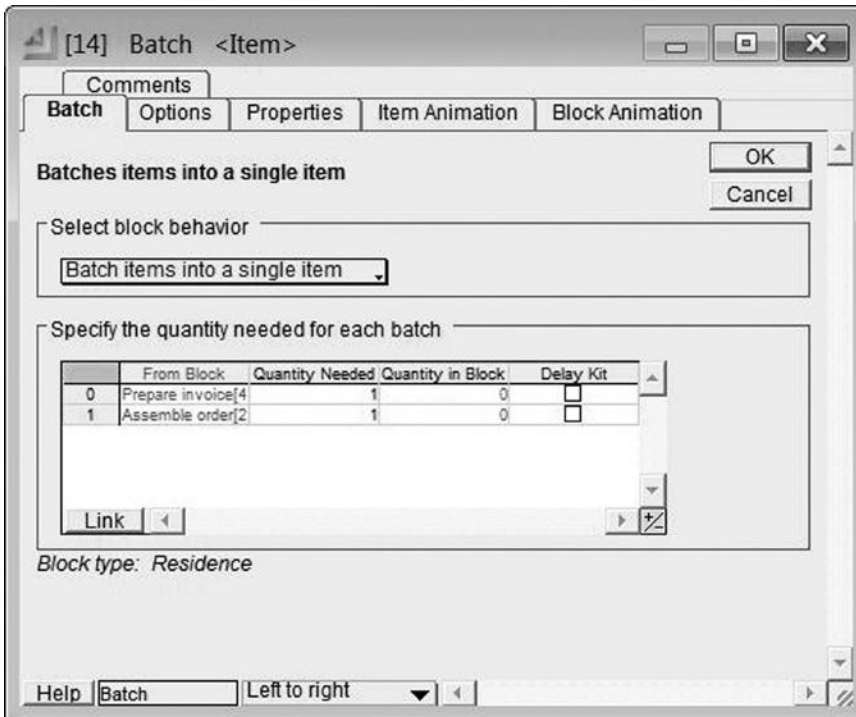 [14] Batch <Item>
Comments
Batch Options Properties Item Animation Block Animation
OK
Batches items into a single item
Cancel
Select block behavior
Batch items into a single item
Specify the quantity needed for each batch
From Block Quantity Needed Quantity in Block Delay Kit
0 Prepare invoice[4 1 0
1 Assemble order[2 1 0
Link
Block type: Residence
Help Batch Left to right